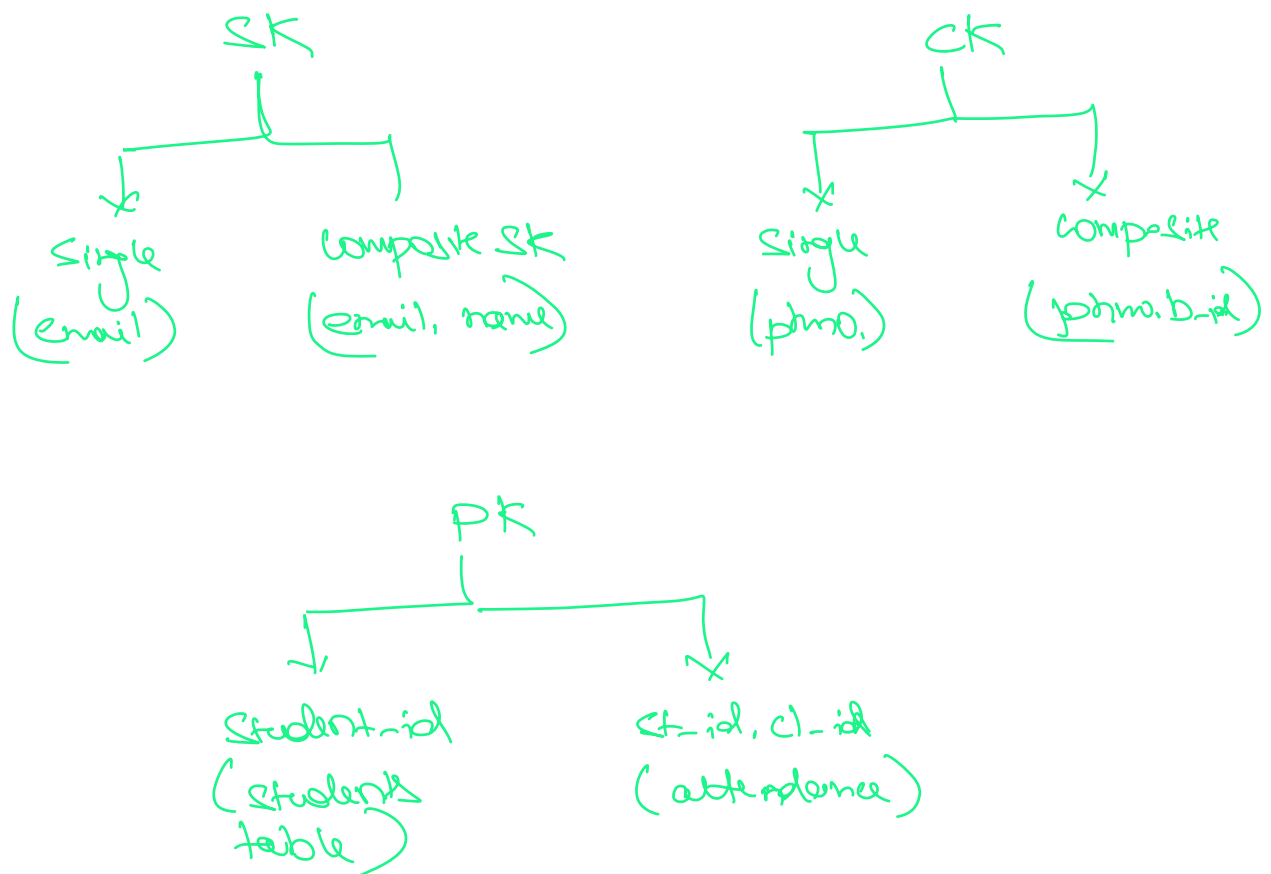 SK
CK
single
(email)
composite SK
(email, name)
single
(phno.)
composite
(phno. b_id)
PK
student_id
(students
table)
st_id, cl_id
(attendance)